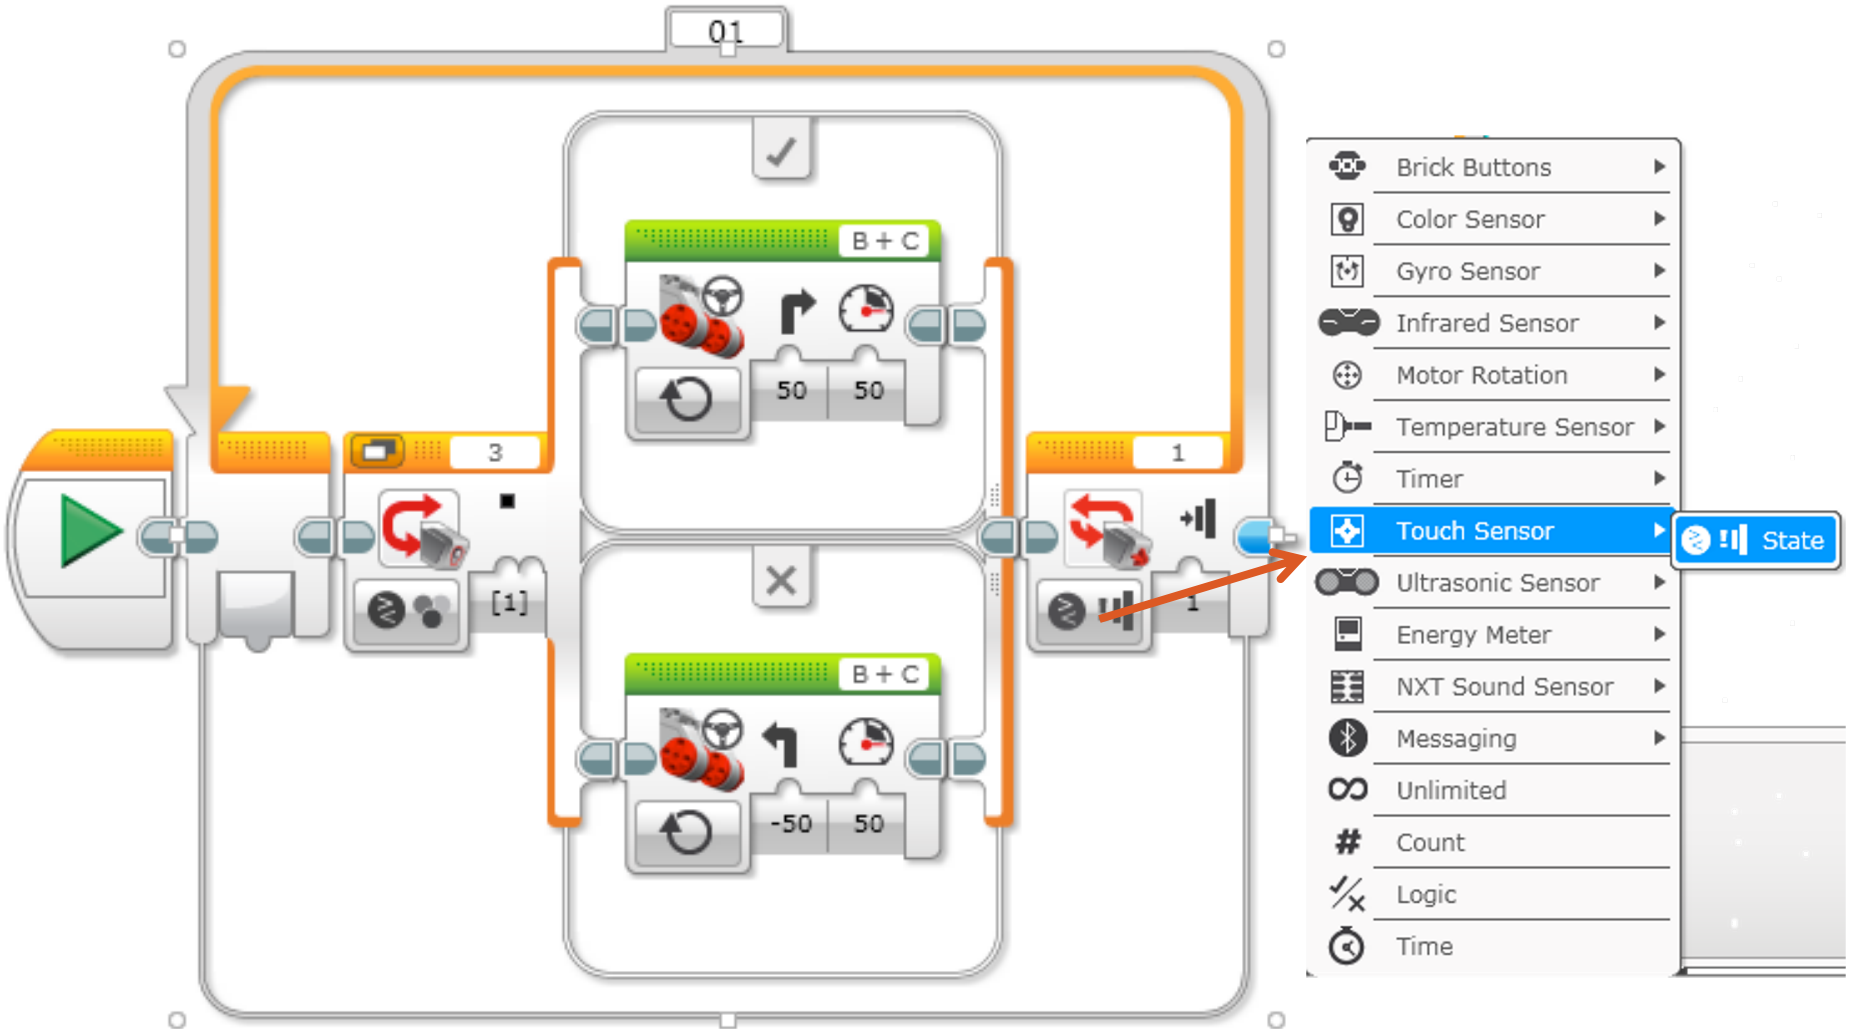 01
B + C
50
50
3
[1]
B + C
-50
50
1
1
Brick Buttons
Color Sensor
Gyro Sensor
Infrared Sensor
Motor Rotation
Temperature Sensor
Timer
Touch Sensor
State
Ultrasonic Sensor
Energy Meter
NXT Sound Sensor
Messaging
Unlimited
Count
Logic
Time